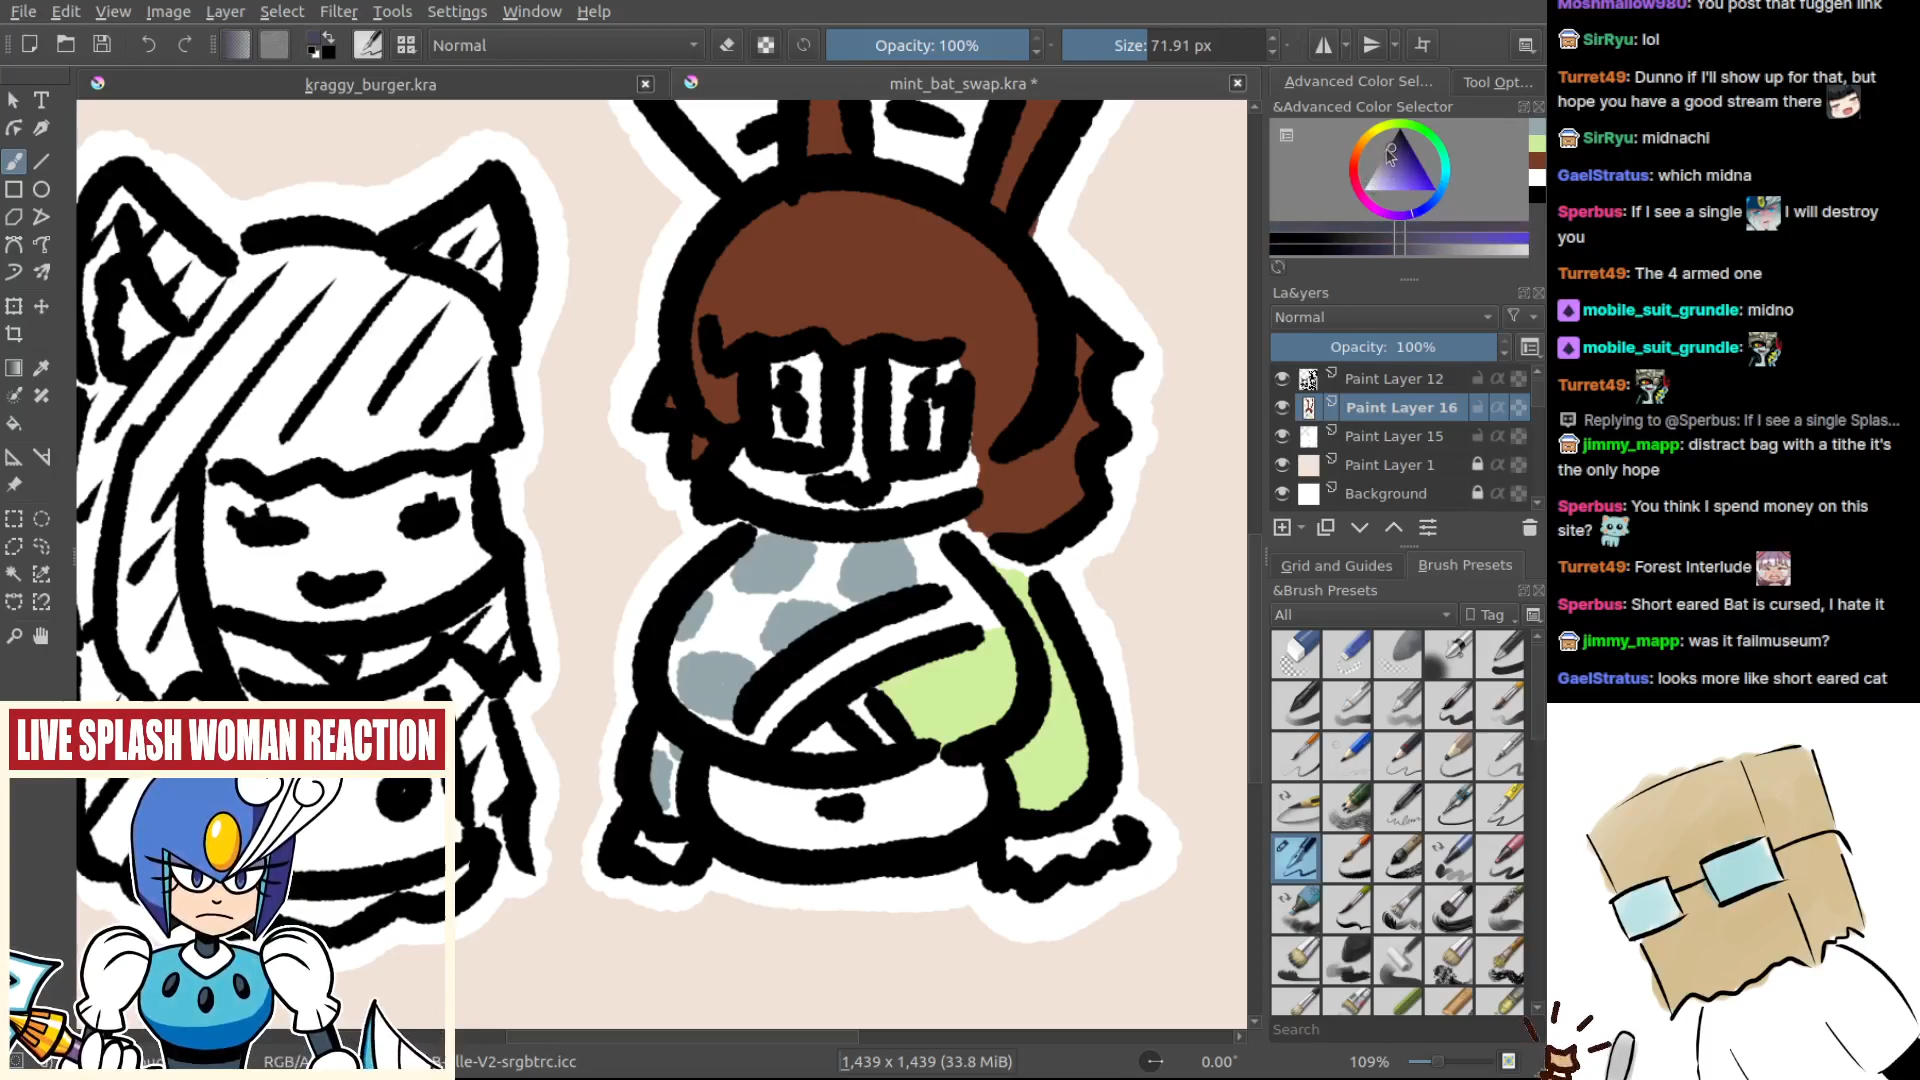 File Edit View Image Layer Select Filter Tools Settings Window Help
Normal
Opacity: 100%
Size: 71.91 px
kraggy_burger.kra
mint_bat_swap.kra *
Advanced Color Sel...
Tool Opt...
&Advanced Color Selector
La&yers
Normal
Opacity: 100%
Paint Layer 12
Paint Layer 16
Paint Layer 15
Paint Layer 1
Background
Grid and Guides
Brush Presets
&Brush Presets
All
Tag
Search
RGB/A
lle-V2-srgbtrc.icc
1,439 x 1,439 (33.8 MiB)
0.00°
109%
LIVE SPLASH WOMAN REACTION
Moshmallow980: You post that fuggen link
SirRyu: lol
Turret49: Dunno if I'll show up for that, but
hope you have a good stream there
SirRyu: midnachi
GaelStratus: which midna
Sperbus: If I see a single I will destroy
you
Turret49: The 4 armed one
mobile_suit_grundle: midno
mobile_suit_grundle:
Turret49:
Replying to @Sperbus: If I see a single Splas...
jimmy_mapp: distract bag with a tithe it's
the only hope
Sperbus: You think I spend money on this
site?
Turret49: Forest Interlude
Sperbus: Short eared Bat is cursed, I hate it
jimmy_mapp: was it failmuseum?
GaelStratus: looks more like short eared cat